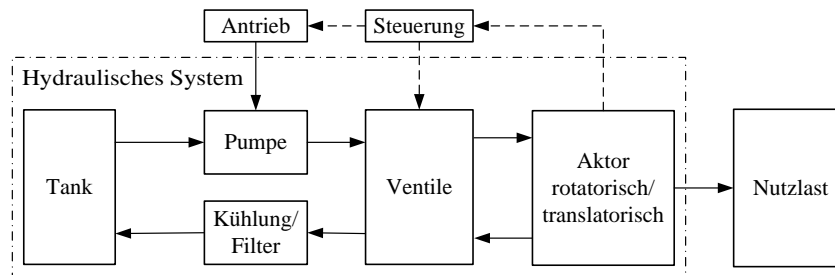 Antrieb
Steuerung
Hydraulisches System
Tank
Pumpe
Ventile
Aktor
rotatorisch/
translatorisch
Nutzlast
Kühlung/
Filter